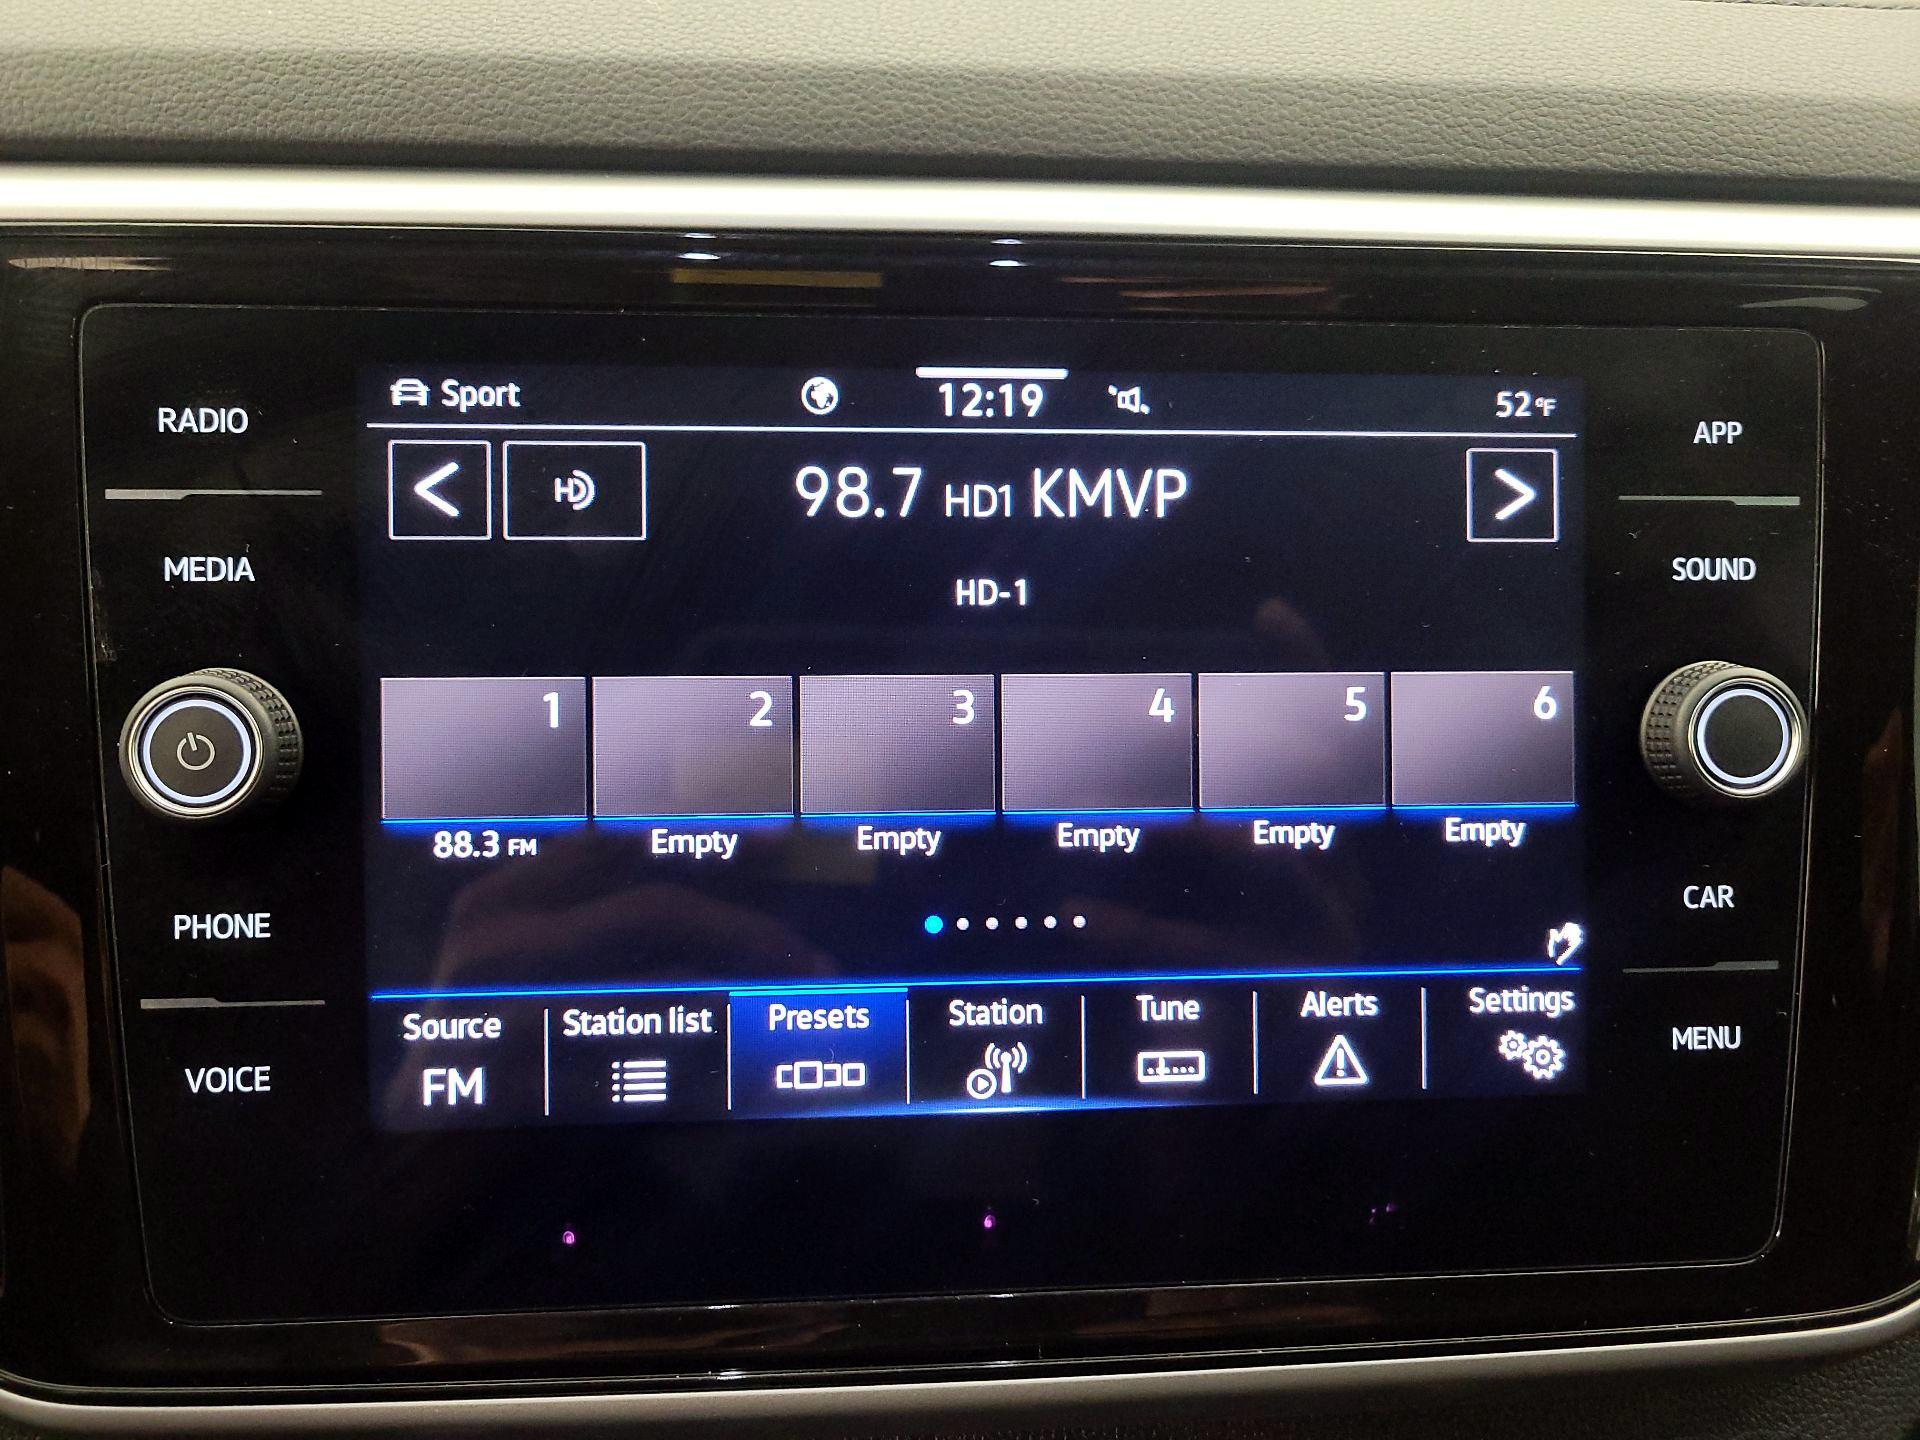 RADIO
MEDIA
PHONE
VOICE
Sport 12:19 52°F
HD 98.7 HD1 KMVP
HD-1
1 2 3 4 5 6
88.3 FM Empty Empty Empty Empty Empty
Source Station list Presets Station Tune Alerts Settings
FM
APP
SOUND
CAR
MENU